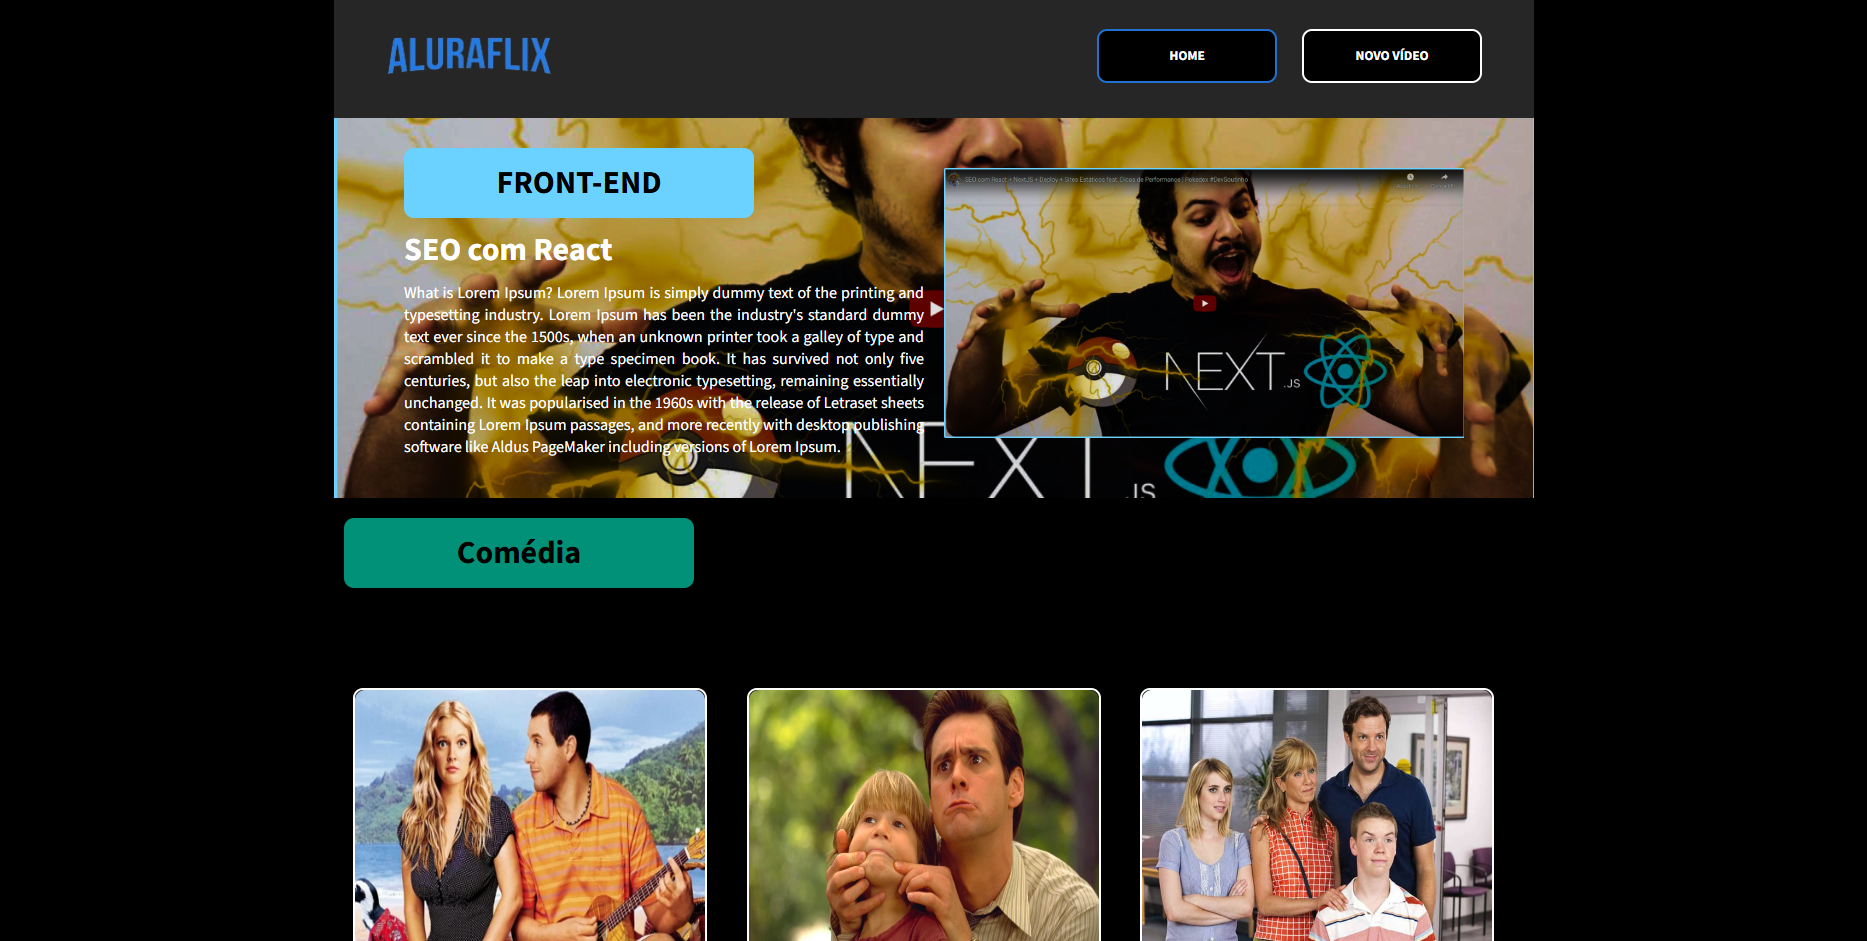 ALURAFLIX
HOME
NOVO VÍDEO
FRONT-END
SEO com React
What is Lorem Ipsum? Lorem Ipsum is simply dummy text of the printing and
typesetting industry. Lorem Ipsum has been the industry's standard dummy
text ever since the 1500s, when an unknown printer took a galley of type and
scrambled it to make a type specimen book. It has survived not only five
centuries, but also the leap into electronic typesetting, remaining essentially
unchanged. It was popularised in the 1960s with the release of Letraset sheets
containing Lorem Ipsum passages, and more recently with desktop publishing
software like Aldus PageMaker including versions of Lorem Ipsum.
SEO com React + NextJS + Deploy + Sites Estáticos feat. Dicas de Performance | Pokedex #DevSoutinho
NEXT.JS
NEXT.JS
Comédia